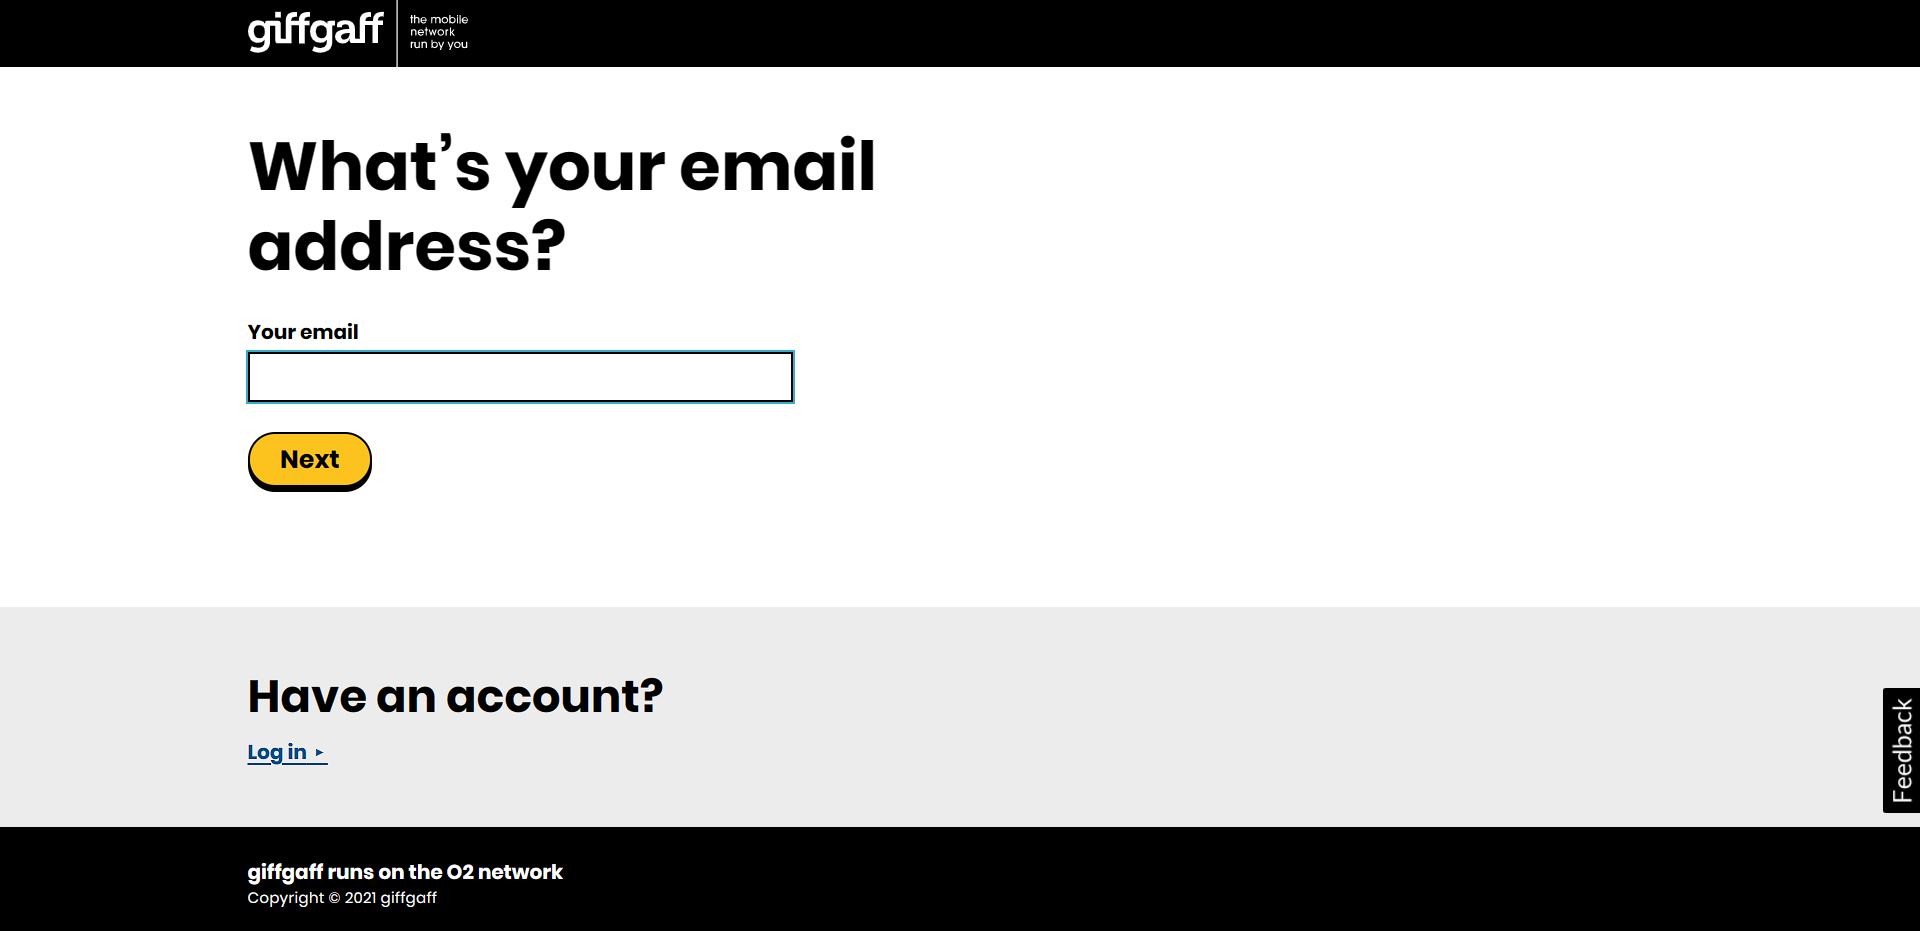 giffgaff
the mobile
network
run by you
What’s your email
address?
Your email
Next
Have an account?
Log in ▸
Feedback
giffgaff runs on the O2 network
Copyright © 2021 giffgaff